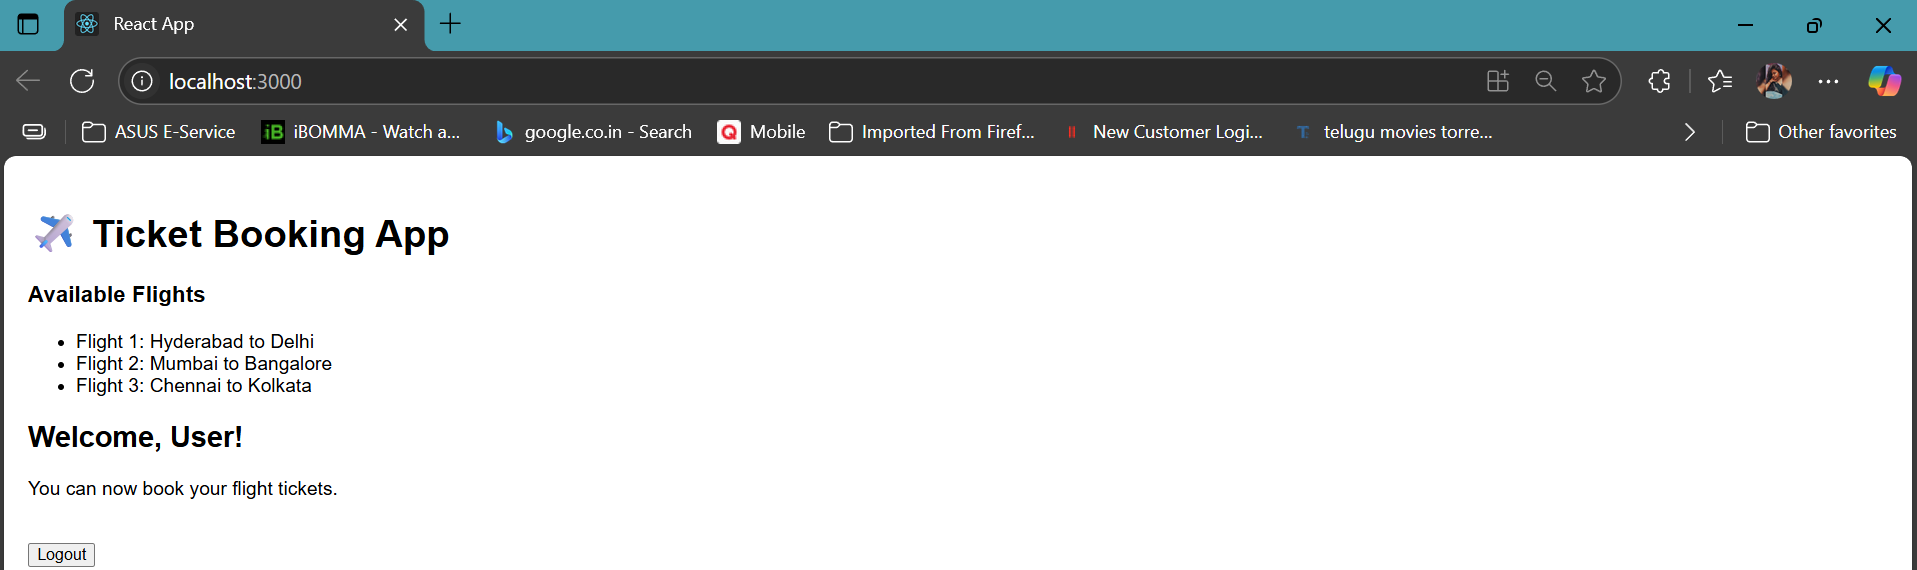 React App
localhost:3000
ASUS E-Service
iB iBOMMA - Watch a...
google.co.in - Search
Q Mobile
Imported From Firef...
New Customer Logi...
T telugu movies torre...
Other favorites
Ticket Booking App
Available Flights
• Flight 1: Hyderabad to Delhi
• Flight 2: Mumbai to Bangalore
• Flight 3: Chennai to Kolkata
Welcome, User!
You can now book your flight tickets.
Logout